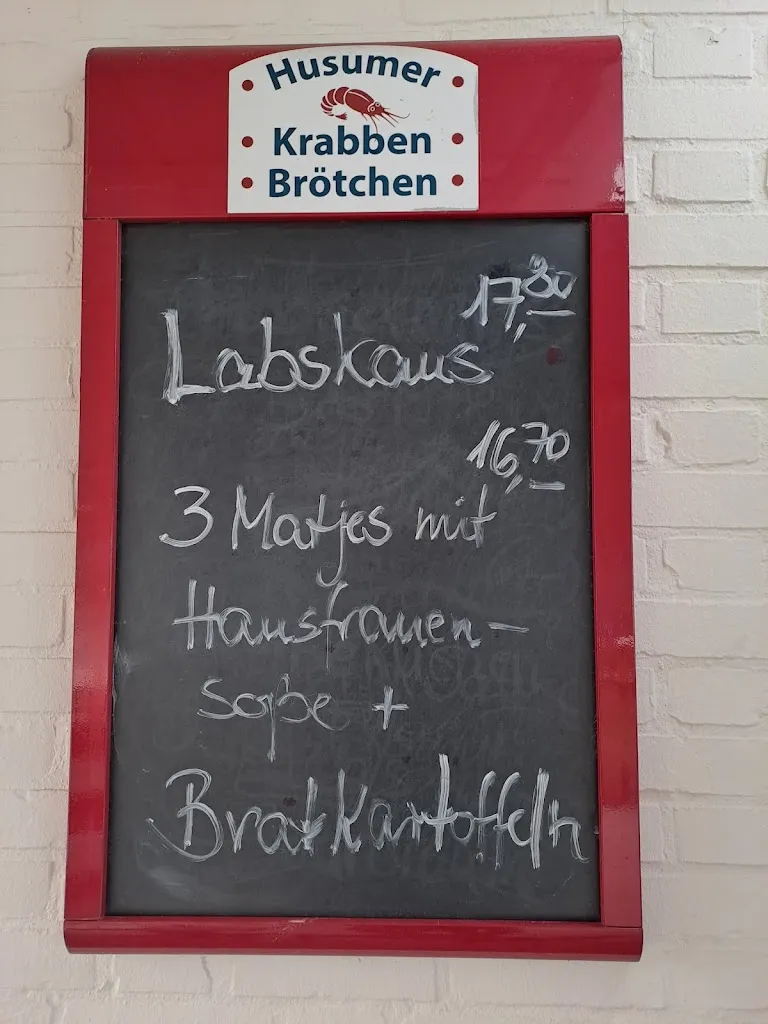 Husumer
Krabben
Brötchen
17,80
Labskaus
16,70
3 Matjes mit
Hausfrauen-
soße +
Bratkartoffeln